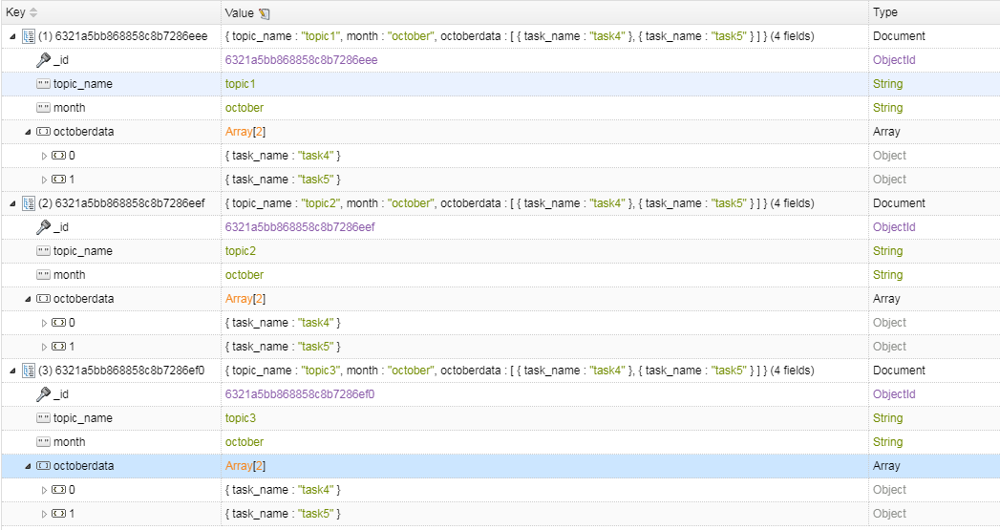 Key Value Type
(1) 6321a5bb868858c8b7286eee { topic_name : "topic1", month : "october", octoberdata : [ { task_name : "task4" }, { task_name : "task5" } ] } (4 fields) Document
_id 6321a5bb868858c8b7286eee ObjectId
topic_name topic1 String
month october String
octoberdata Array[2] Array
0 { task_name : "task4" } Object
1 { task_name : "task5" } Object
(2) 6321a5bb868858c8b7286eef { topic_name : "topic2", month : "october", octoberdata : [ { task_name : "task4" }, { task_name : "task5" } ] } (4 fields) Document
_id 6321a5bb868858c8b7286eef ObjectId
topic_name topic2 String
month october String
octoberdata Array[2] Array
0 { task_name : "task4" } Object
1 { task_name : "task5" } Object
(3) 6321a5bb868858c8b7286ef0 { topic_name : "topic3", month : "october", octoberdata : [ { task_name : "task4" }, { task_name : "task5" } ] } (4 fields) Document
_id 6321a5bb868858c8b7286ef0 ObjectId
topic_name topic3 String
month october String
octoberdata Array[2] Array
0 { task_name : "task4" } Object
1 { task_name : "task5" } Object